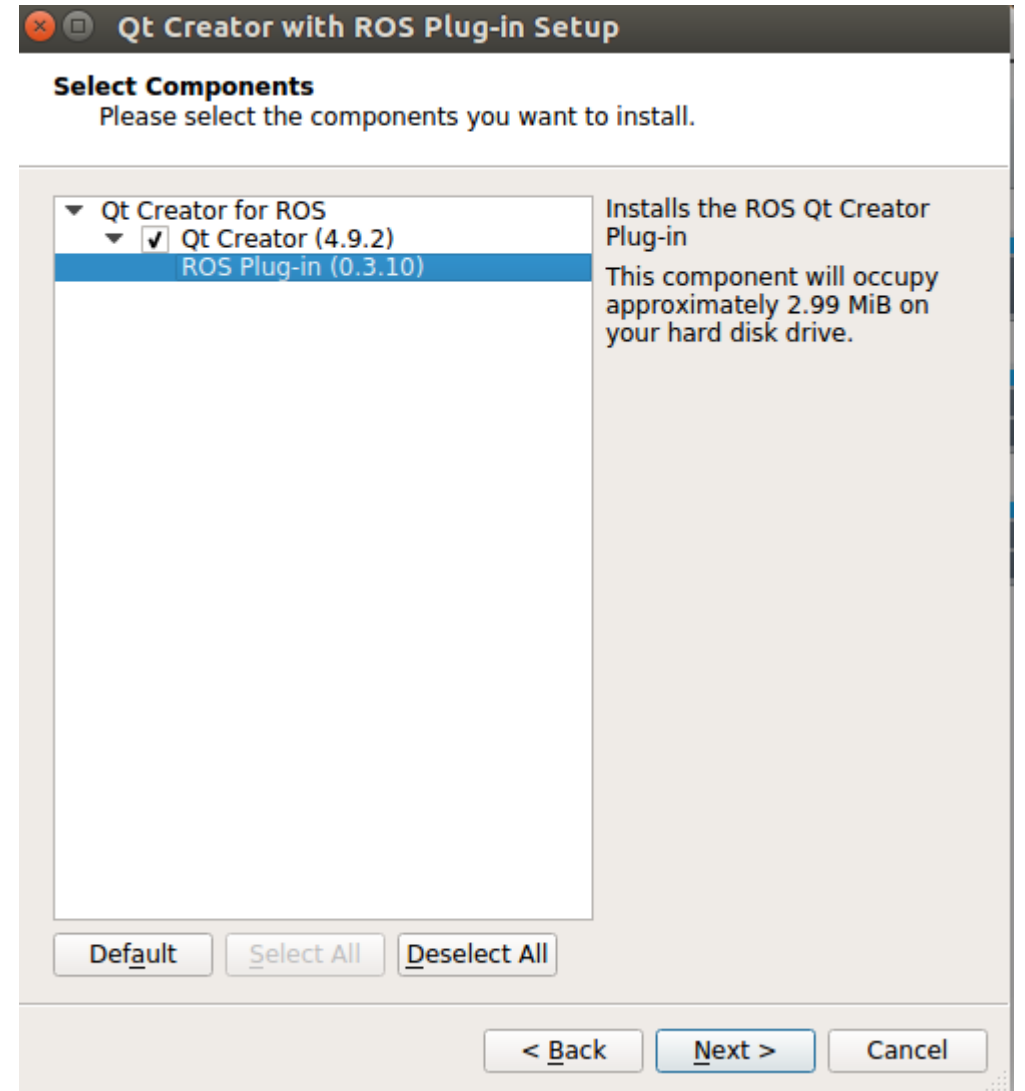 Qt Creator with ROS Plug-in Setup
Select Components
Please select the components you want to install.
Qt Creator for ROS
Qt Creator (4.9.2)
ROS Plug-in (0.3.10)
Installs the ROS Qt Creator
Plug-in
This component will occupy
approximately 2.99 MiB on
your hard disk drive.
Default
Select All
Deselect All
< Back
Next >
Cancel